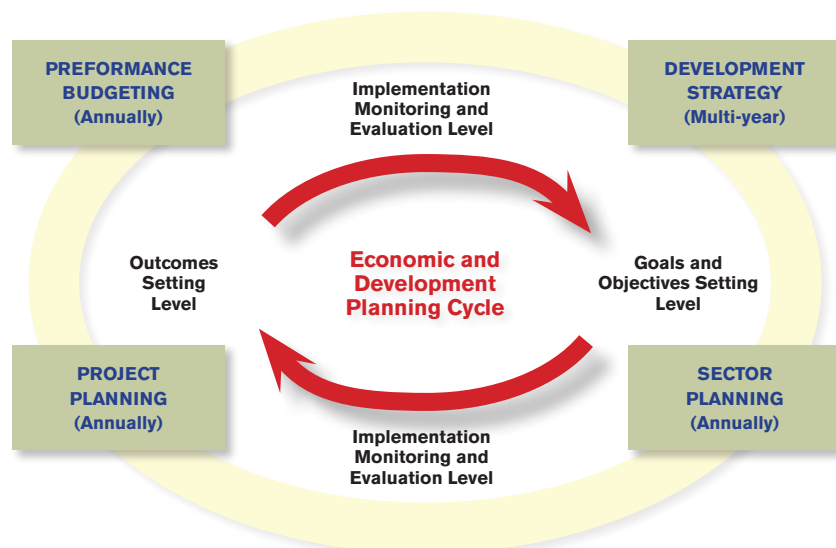 PREFORMANCE
BUDGETING
(Annually)
Implementation
Monitoring and
Evaluation Level
DEVELOPMENT
STRATEGY
(Multi-year)
Outcomes
Setting
Level
Economic and
Development
Planning Cycle
Goals and
Objectives Setting
Level
PROJECT
PLANNING
(Annually)
Implementation
Monitoring and
Evaluation Level
SECTOR
PLANNING
(Annually)